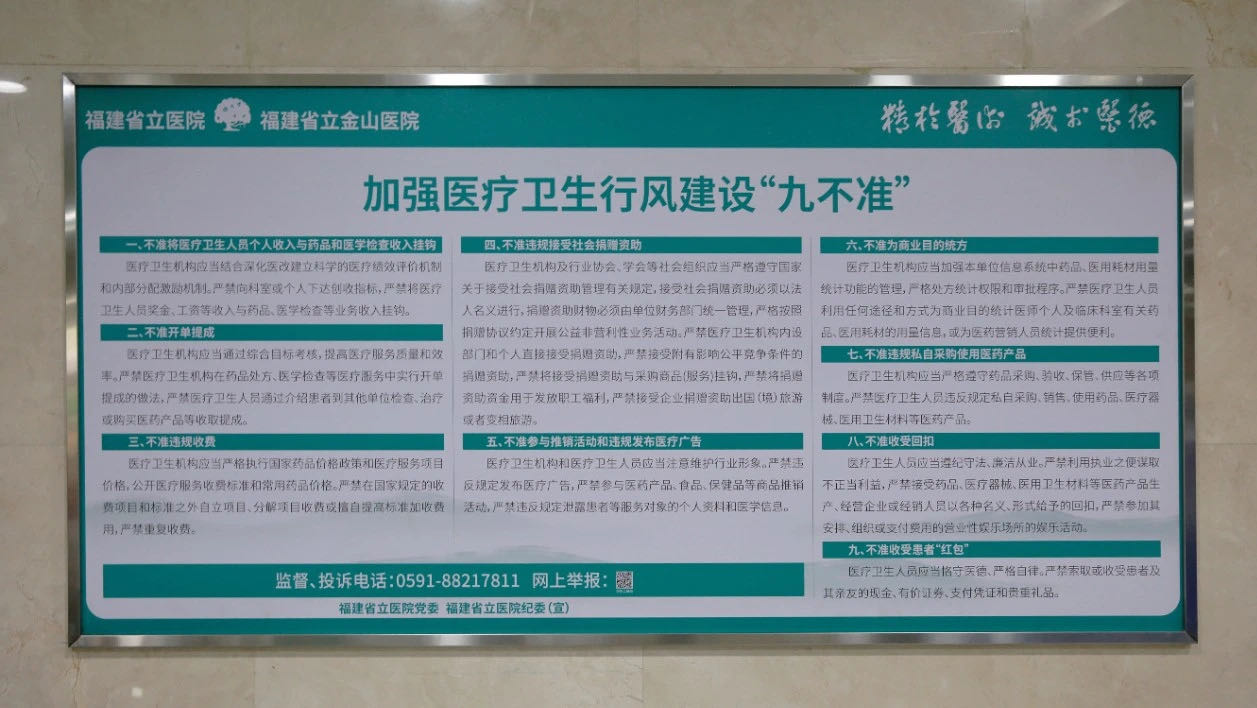 福建省立医院 福建省立金山医院
精于醫术 诚于醫德
加强医疗卫生行风建设“九不准”
一、不准将医疗卫生人员个人收入与药品和医学检查收入挂钩
医疗卫生机构应当结合深化医改建立科学的医疗绩效评价机制
和内部分配激励机制。严禁向科室或个人下达创收指标，严禁将医疗
卫生人员奖金、工资等收入与药品、医学检查等业务收入挂钩。
二、不准开单提成
医疗卫生机构应当通过综合目标考核，提高医疗服务质量和效
率。严禁医疗卫生机构在药品处方、医学检查等医疗服务中实行开单
提成的做法，严禁医疗卫生人员通过介绍患者到其他单位检查、治疗
或购买医药产品等收取提成。
三、不准违规收费
医疗卫生机构应当严格执行国家药品价格政策和医疗服务项目
价格，公开医疗服务收费标准和常用药品价格。严禁在国家规定的收
费项目和标准之外自立项目、分解项目收费或擅自提高标准加收费
用，严禁重复收费。
四、不准违规接受社会捐赠资助
医疗卫生机构及行业协会、学会等社会组织应当严格遵守国家
关于接受社会捐赠资助管理有关规定，接受社会捐赠资助必须以法
人名义进行，捐赠资助财物必须由单位财务部门统一管理，严格按照
捐赠协议约定开展公益非营利性业务活动。严禁医疗卫生机构内设
部门和个人直接接受捐赠资助，严禁接受附有影响公平竞争条件的
捐赠资助，严禁将接受捐赠资助与采购商品(服务)挂钩，严禁将捐赠
资助资金用于发放职工福利，严禁接受企业捐赠资助出国(境)旅游
或者变相旅游。
五、不准参与推销活动和违规发布医疗广告
医疗卫生机构和医疗卫生人员应当注意维护行业形象。严禁违
反规定发布医疗广告，严禁参与医药产品、食品、保健品等商品推销
活动，严禁违反规定泄露患者等服务对象的个人资料和医学信息。
六、不准为商业目的统方
医疗卫生机构应当加强本单位信息系统中药品、医用耗材用量
统计功能的管理，严格处方统计权限和审批程序。严禁医疗卫生人员
利用任何途径和方式为商业目的统计医师个人及临床科室有关药
品、医用耗材的用量信息，或为医药营销人员统计提供便利。
七、不准违规私自采购使用医药产品
医疗卫生机构应当严格遵守药品采购、验收、保管、供应等各项
制度。严禁医疗卫生人员违反规定私自采购、销售、使用药品、医疗器
械、医用卫生材料等医药产品。
八、不准收受回扣
医疗卫生人员应当遵纪守法、廉洁从业。严禁利用执业之便谋取
不正当利益，严禁接受药品、医疗器械、医用卫生材料等医药产品生
产、经营企业或经销人员以各种名义、形式给予的回扣，严禁参加其
安排、组织或支付费用的营业性娱乐场所的娱乐活动。
九、不准收受患者“红包”
医疗卫生人员应当恪守医德、严格自律。严禁索取或收受患者及
其亲友的现金、有价证券、支付凭证和贵重礼品。
监督、投诉电话：0591-88217811 网上举报：
福建省立医院党委 福建省立医院纪委（宣）